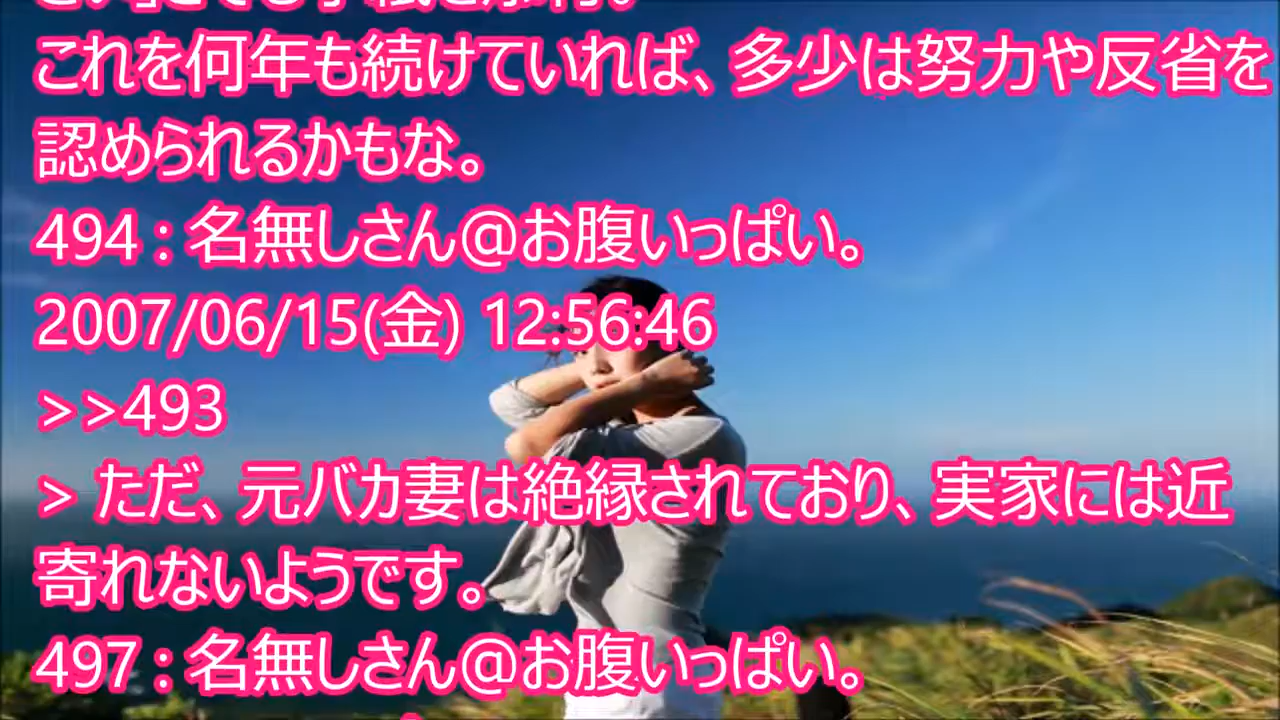 これを何年も続けていれば、多少は努力や反省を
認められるかもな。
494 : 名無しさん@お腹いっぱい。
2007/06/15(金) 12:56:46
>>493
> ただ、元バカ妻は絶縁されており、実家には近
寄れないようです。
497 : 名無しさん@お腹いっぱい。